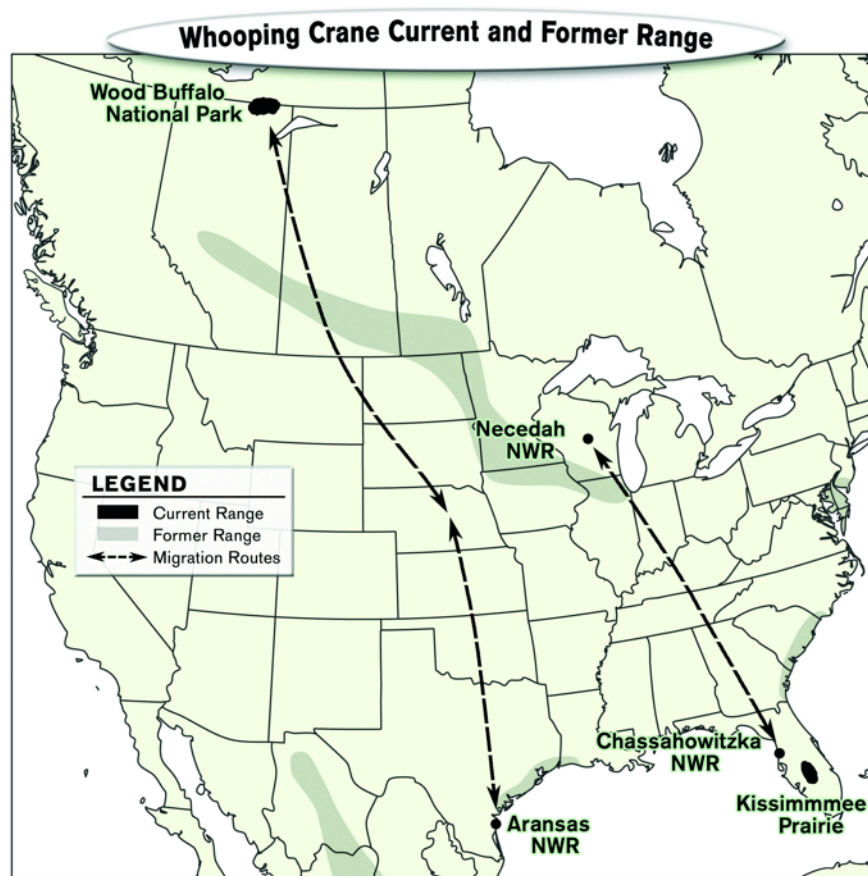 Whooping Crane Current and Former Range
Wood Buffalo
National Park
Necedah
NWR
LEGEND
Current Range
Former Range
Migration Routes
Chassahowitzka
NWR
Kissimmmee
Prairie
Aransas
NWR